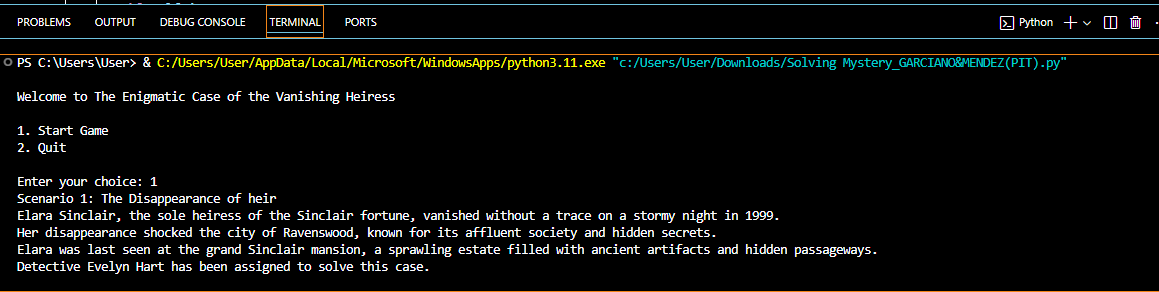 PROBLEMS OUTPUT DEBUG CONSOLE TERMINAL PORTS Python
PS C:\Users\User> & C:/Users/User/AppData/Local/Microsoft/WindowsApps/python3.11.exe "c:/Users/User/Downloads/Solving Mystery_GARCIANO&MENDEZ(PIT).py"
Welcome to The Enigmatic Case of the Vanishing Heiress
1. Start Game
2. Quit
Enter your choice: 1
Scenario 1: The Disappearance of heir
Elara Sinclair, the sole heiress of the Sinclair fortune, vanished without a trace on a stormy night in 1999.
Her disappearance shocked the city of Ravenswood, known for its affluent society and hidden secrets.
Elara was last seen at the grand Sinclair mansion, a sprawling estate filled with ancient artifacts and hidden passageways.
Detective Evelyn Hart has been assigned to solve this case.